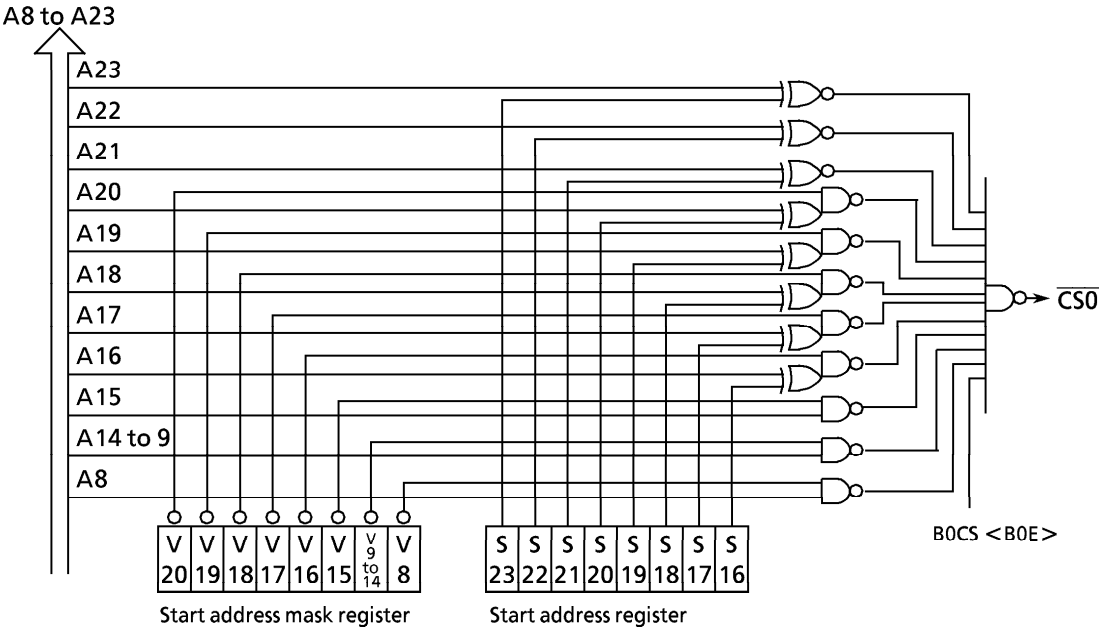 A8 to A23
A23
A22
A21
A20
A19
A18
A17
A16
A15
A14 to 9
A8
CS0
B0CS <B0E>
V 20
V 19
V 18
V 17
V 16
V 15
V 9 to 14
V 8
S 23
S 22
S 21
S 20
S 19
S 18
S 17
S 16
Start address mask register
Start address register